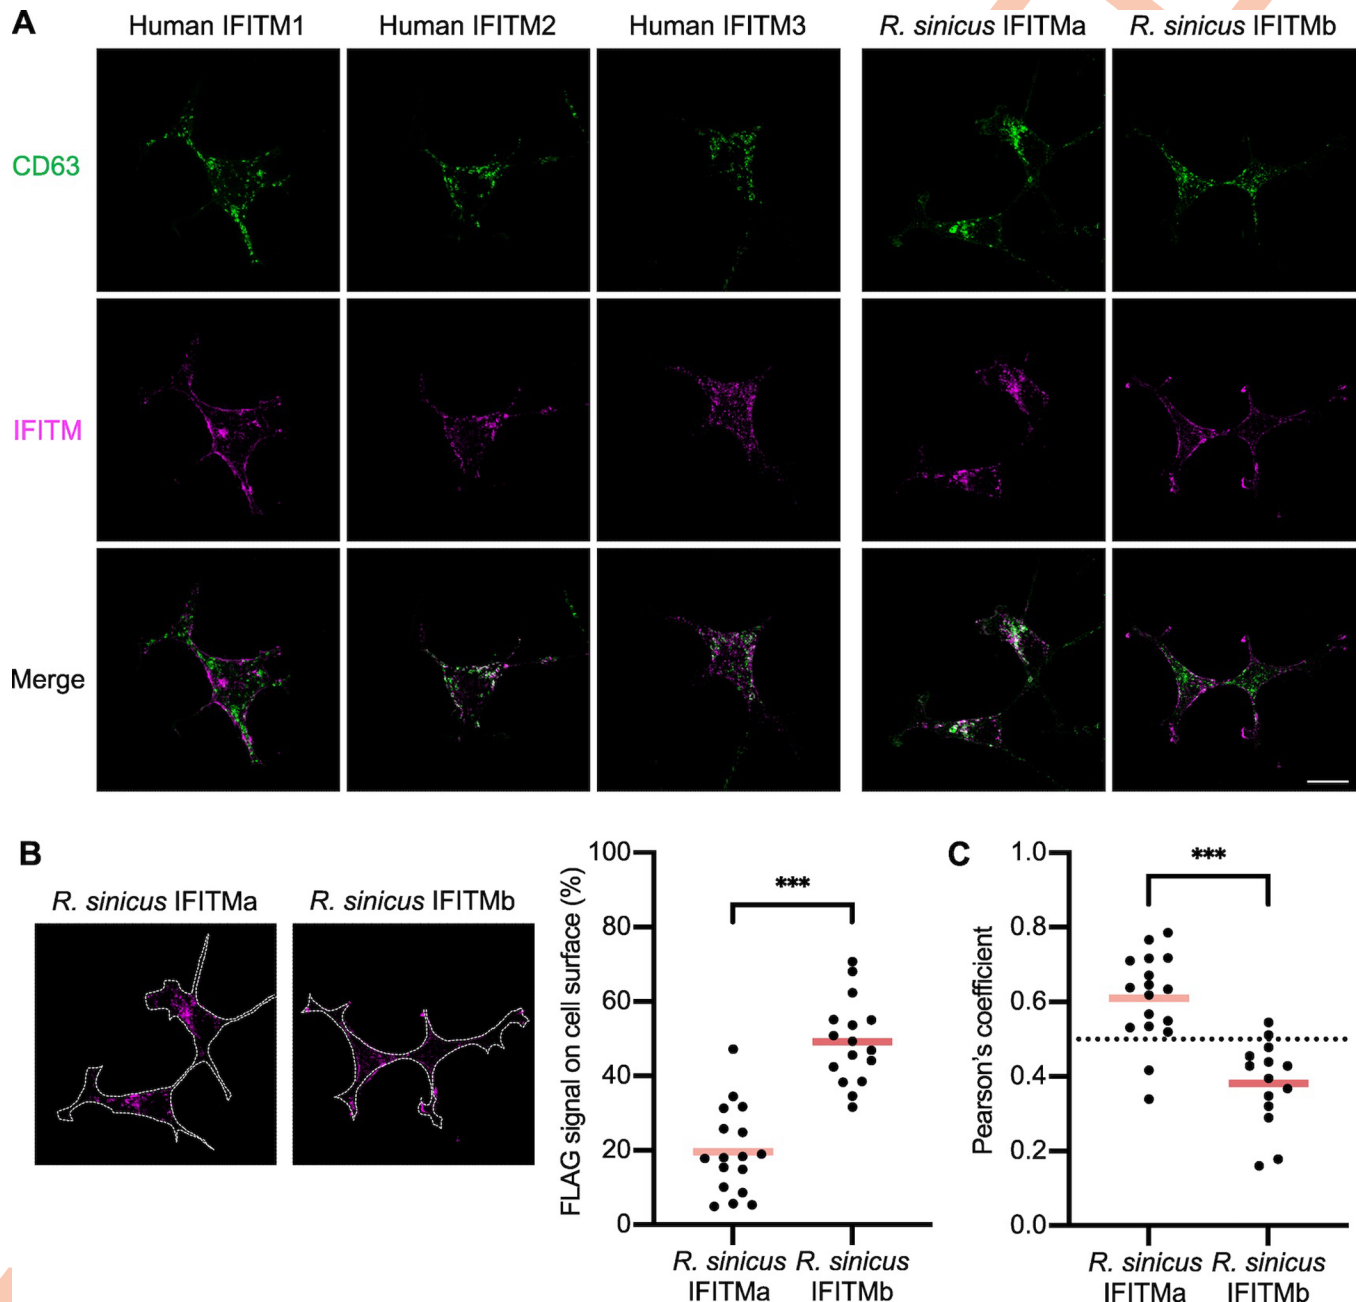 A
Human IFITM1
Human IFITM2
Human IFITM3
R. sinicus IFITMa
R. sinicus IFITMb
CD63
IFITM
Merge
B
R. sinicus IFITMa
R. sinicus IFITMb
FLAG signal on cell surface (%)
100
80
60
40
20
0
***
R. sinicus
IFITMa
R. sinicus
IFITMb
C
Pearson's coefficient
1.0
0.8
0.6
0.4
0.2
0.0
***
R. sinicus
IFITMa
R. sinicus
IFITMb